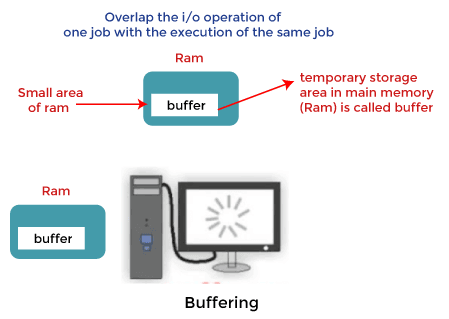 Overlap the i/o operation of
one job with the execution of the same job
Ram
Small area
of ram
buffer
temporary storage
area in main memory
(Ram) is called buffer
Ram
buffer
Buffering